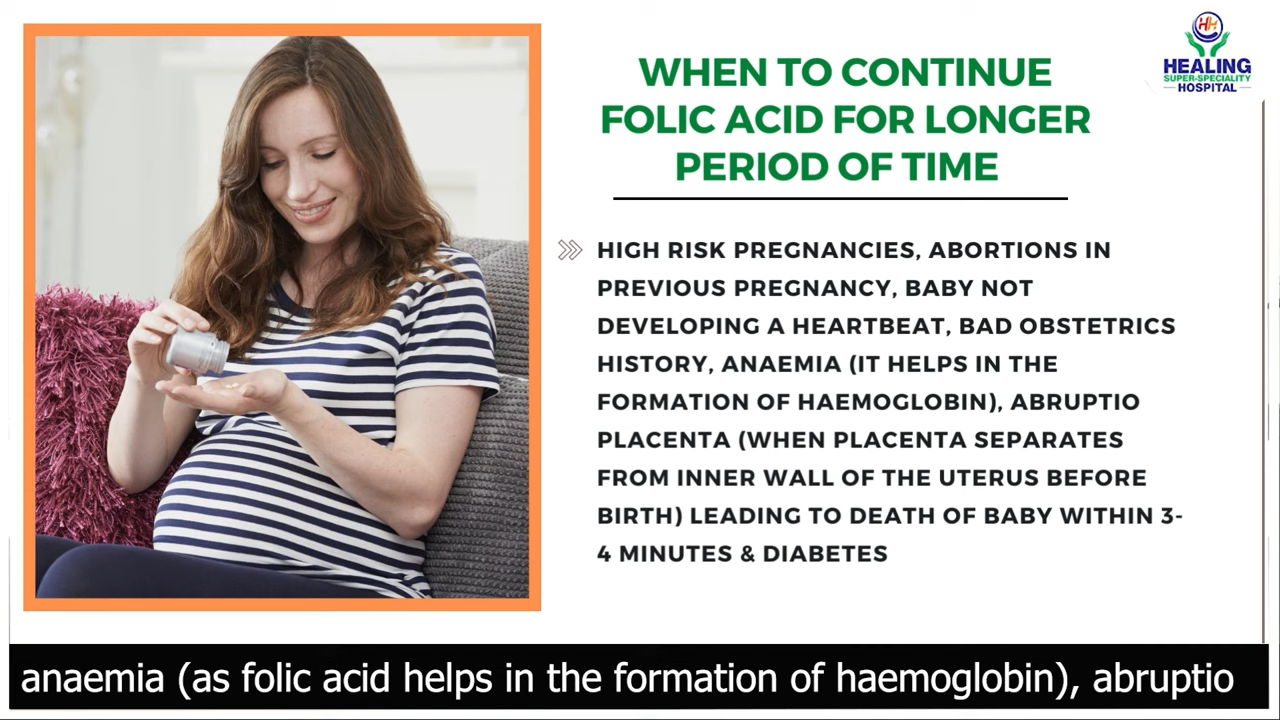 HEALING
SUPER-SPECIALITY
HOSPITAL
WHEN TO CONTINUE
FOLIC ACID FOR LONGER
PERIOD OF TIME
HIGH RISK PREGNANCIES, ABORTIONS IN
PREVIOUS PREGNANCY, BABY NOT
DEVELOPING A HEARTBEAT, BAD OBSTETRICS
HISTORY, ANAEMIA (IT HELPS IN THE
FORMATION OF HAEMOGLOBIN), ABRUPTIO
PLACENTA (WHEN PLACENTA SEPARATES
FROM INNER WALL OF THE UTERUS BEFORE
BIRTH) LEADING TO DEATH OF BABY WITHIN 3-
4 MINUTES & DIABETES
anaemia (as folic acid helps in the formation of haemoglobin), abruptio